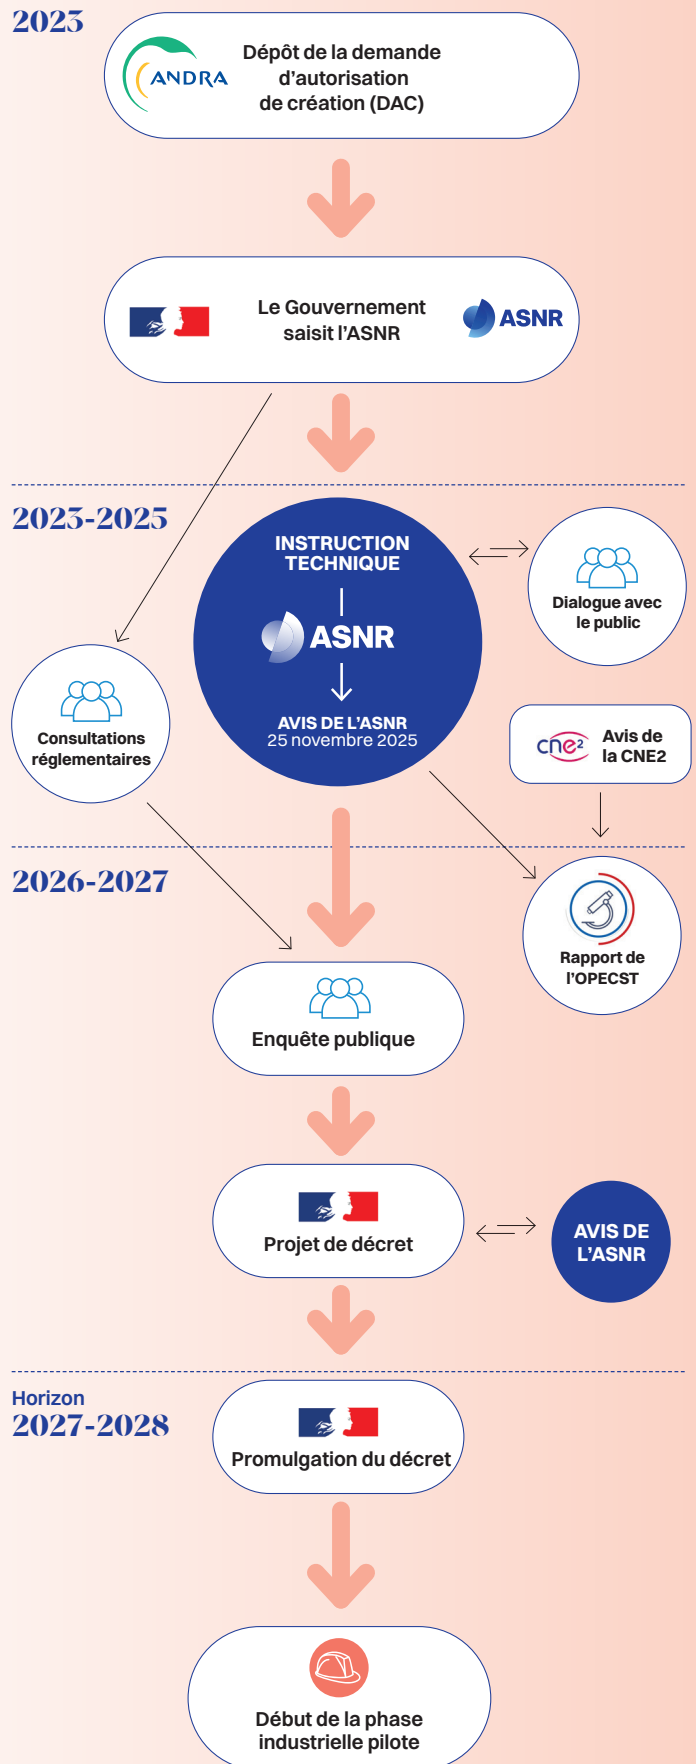 2023
ANDRA
Dépôt de la demande
d'autorisation
de création (DAC)
Le Gouvernement
saisit l'ASNR
ASNR
2023-2025
INSTRUCTION
TECHNIQUE
ASNR
AVIS DE L'ASNR
25 novembre 2025
Dialogue avec
le public
Consultations
réglementaires
cne²
Avis de
la CNE2
2026-2027
Rapport de
l'OPECST
Enquête publique
Projet de décret
AVIS DE
L'ASNR
Horizon
2027-2028
Promulgation du décret
Début de la phase
industrielle pilote